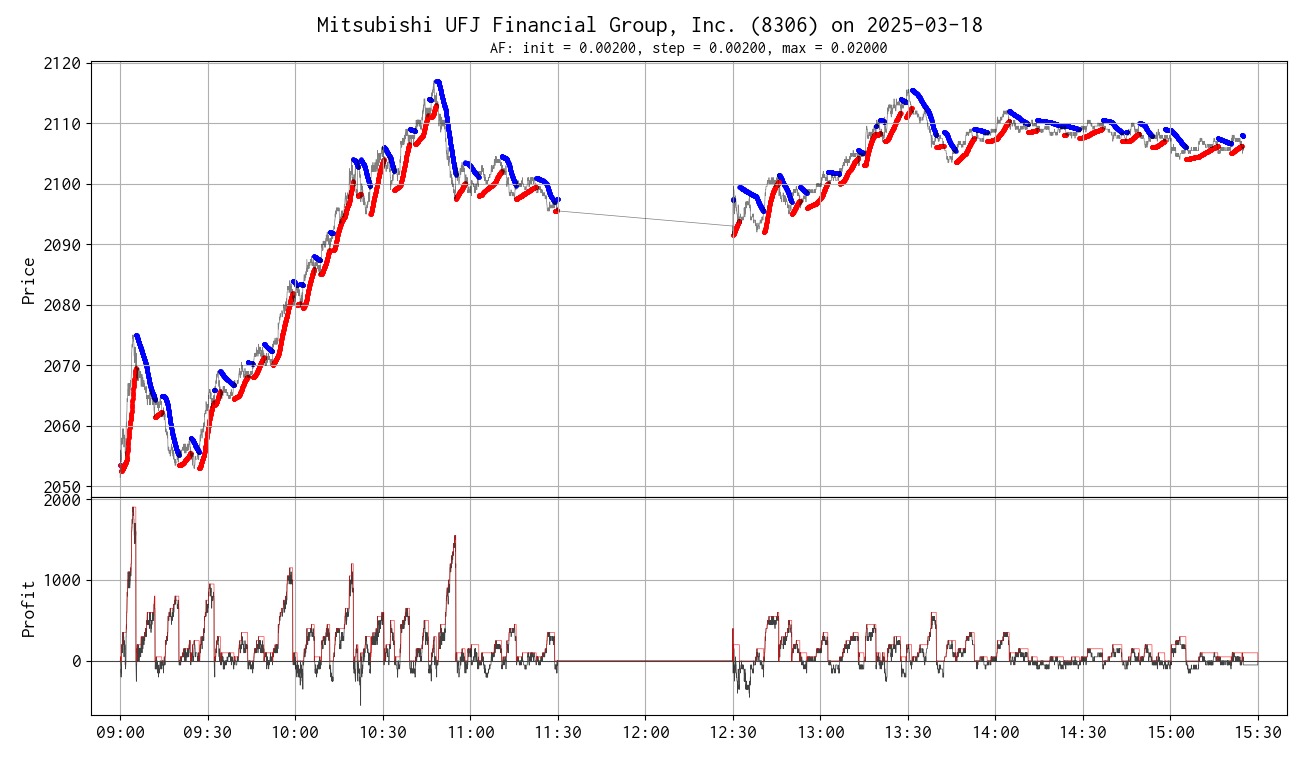 Mitsubishi UFJ Financial Group, Inc. (8306) on 2025-03-18
AF: init = 0.00200, step = 0.00200, max = 0.02000
2120
2110
2100
2090
2080
2070
2060
2050
Price
2000
1000
0
Profit
09:00 09:30 10:00 10:30 11:00 11:30 12:00 12:30 13:00 13:30 14:00 14:30 15:00 15:30